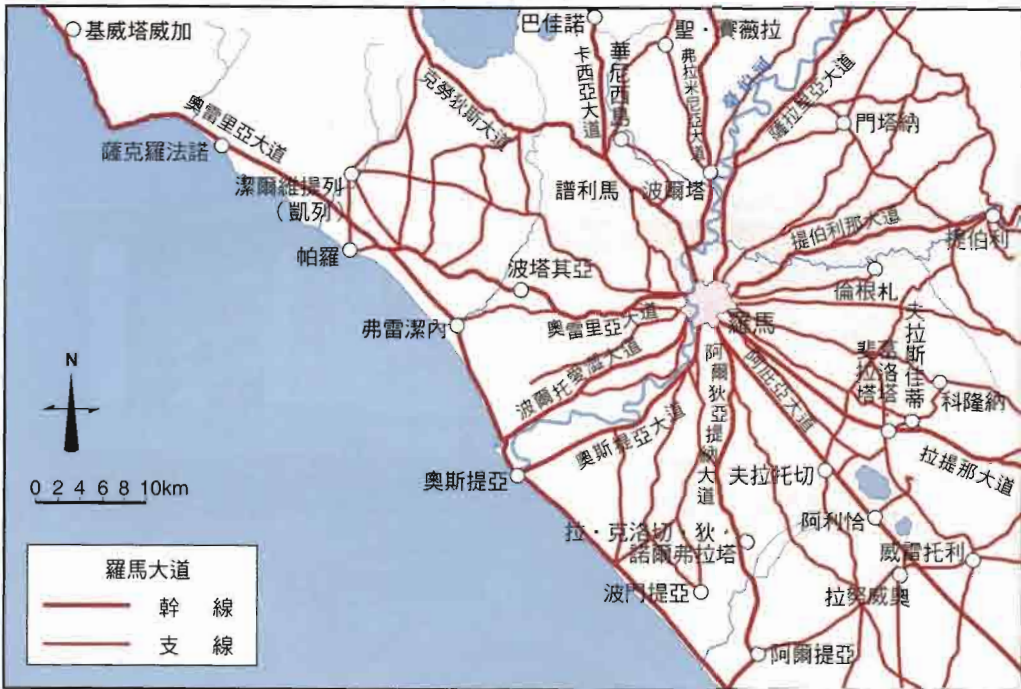 基威塔威加
奧雷里亞大道
薩克羅法諾
潔爾維提列
（凱列）
帕羅
克勞狄斯大道
巴佳諾
卡西亞大道
華尼西烏
聖・賽薇拉
弗拉米尼亞大道
臺伯河
薩拉里亞大道
門塔納
譜利馬
波爾塔
提伯利那大道
提伯利
倫根札
波塔其亞
弗雷潔內
奧雷里亞大道
羅馬
波爾托愛滋大道
奧斯提亞大道
奧斯提亞
阿爾狄亞提納大道
阿比亞大道
夫拉斯佳蒂
葛洛塔
斐拉塔
科隆納
拉提那大道
夫拉托切
阿利恰
拉・克洛切・狄・
諾爾弗拉塔
波門提亞
威雷托利
拉努威奧
阿爾提亞
N
0 2 4 6 8 10km
羅馬大道
幹 線
支 線